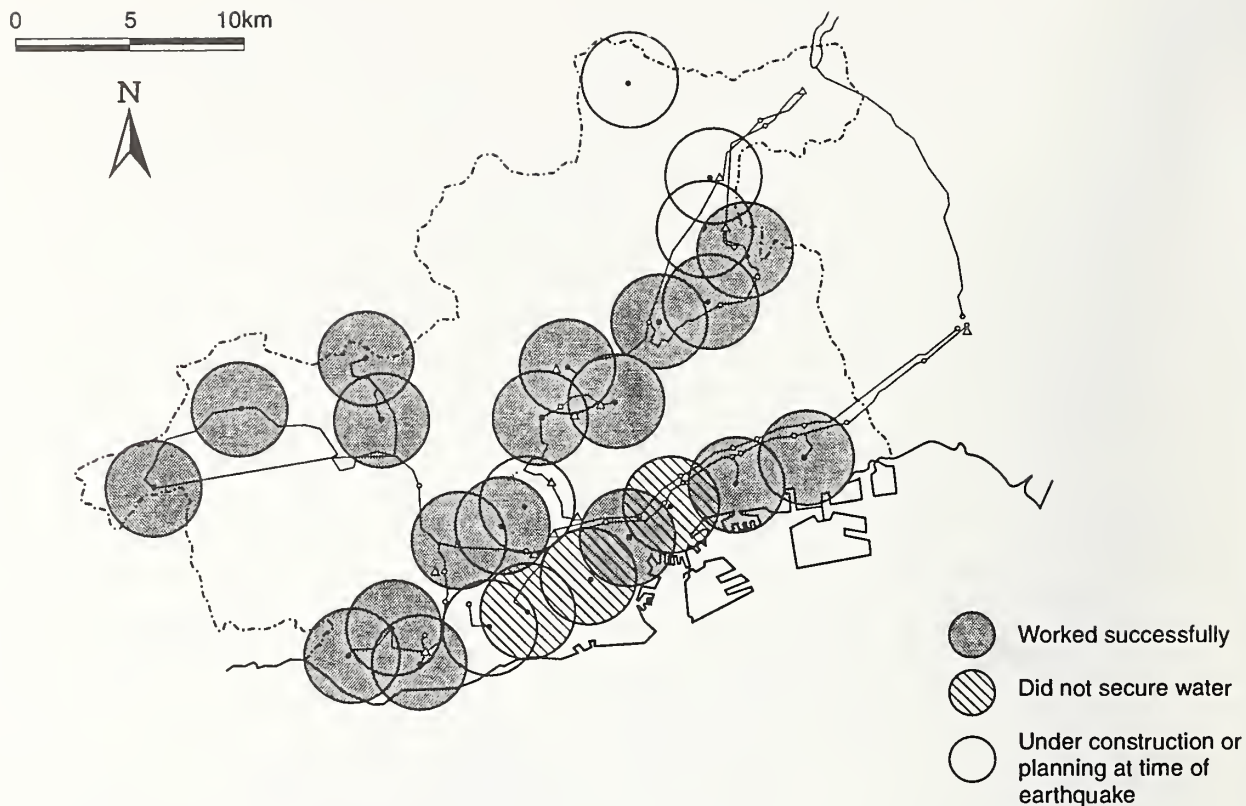 0 5 10km
N
Worked successfully
Did not secure water
Under construction or
planning at time of
earthquake